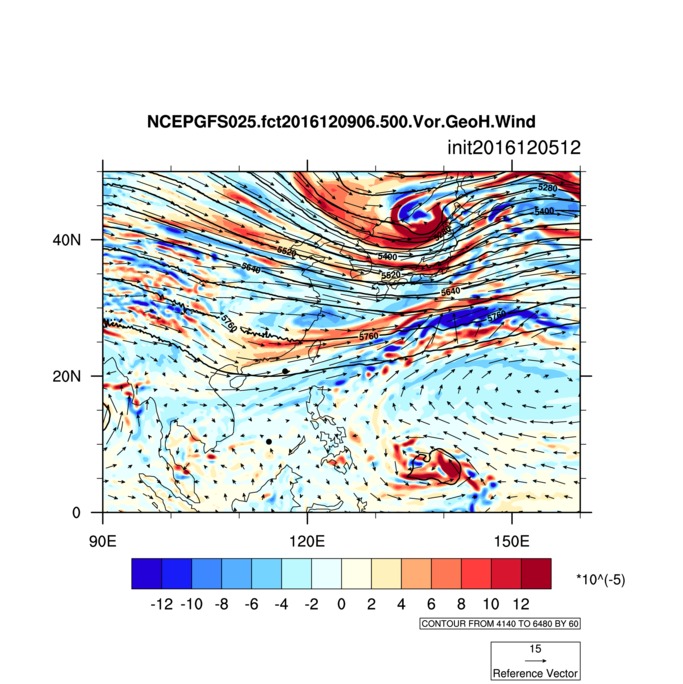 NCEPGFS025.fct2016120906.500.Vor.GeoH.Wind
init2016120512
5280
5400
40N
5520
5400
5640
5520
5640
5760
5760
5760
20N
0
90E
120E
150E
-12 -10 -8 -6 -4 -2 0 2 4 6 8 10 12
*10^(-5)
CONTOUR FROM 4140 TO 6480 BY 60
15
Reference Vector